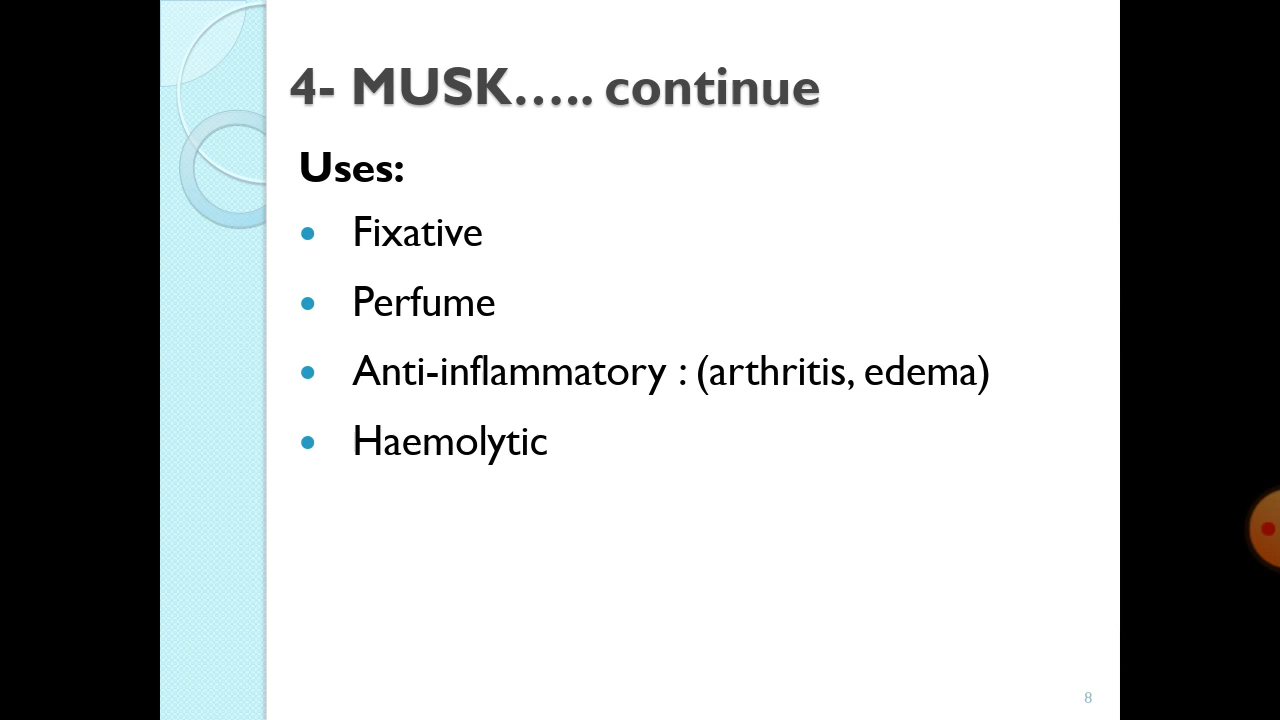 4- MUSK….. continue
Uses:
• Fixative
• Perfume
• Anti-inflammatory : (arthritis, edema)
• Haemolytic
8